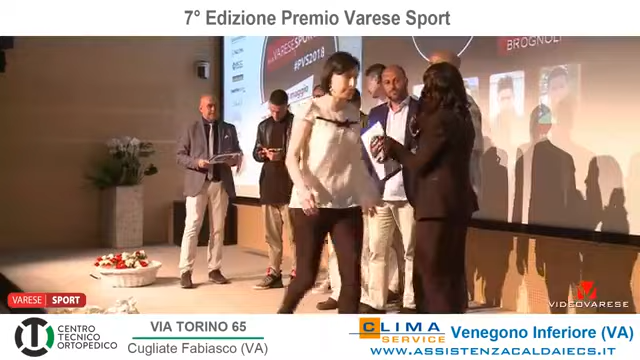 7° Edizione Premio Varese Sport
VARESESPORT
#PVS2018
BROGNOLI
VARESE SPORT
VIDEOVARESE
CENTRO
TECNICO
ORTOPEDICO
VIA TORINO 65
Cugliate Fabiasco (VA)
CLIMA
SERVICE
Venegono Inferiore (VA)
WWW.ASSISTENZACALDAIECS.IT